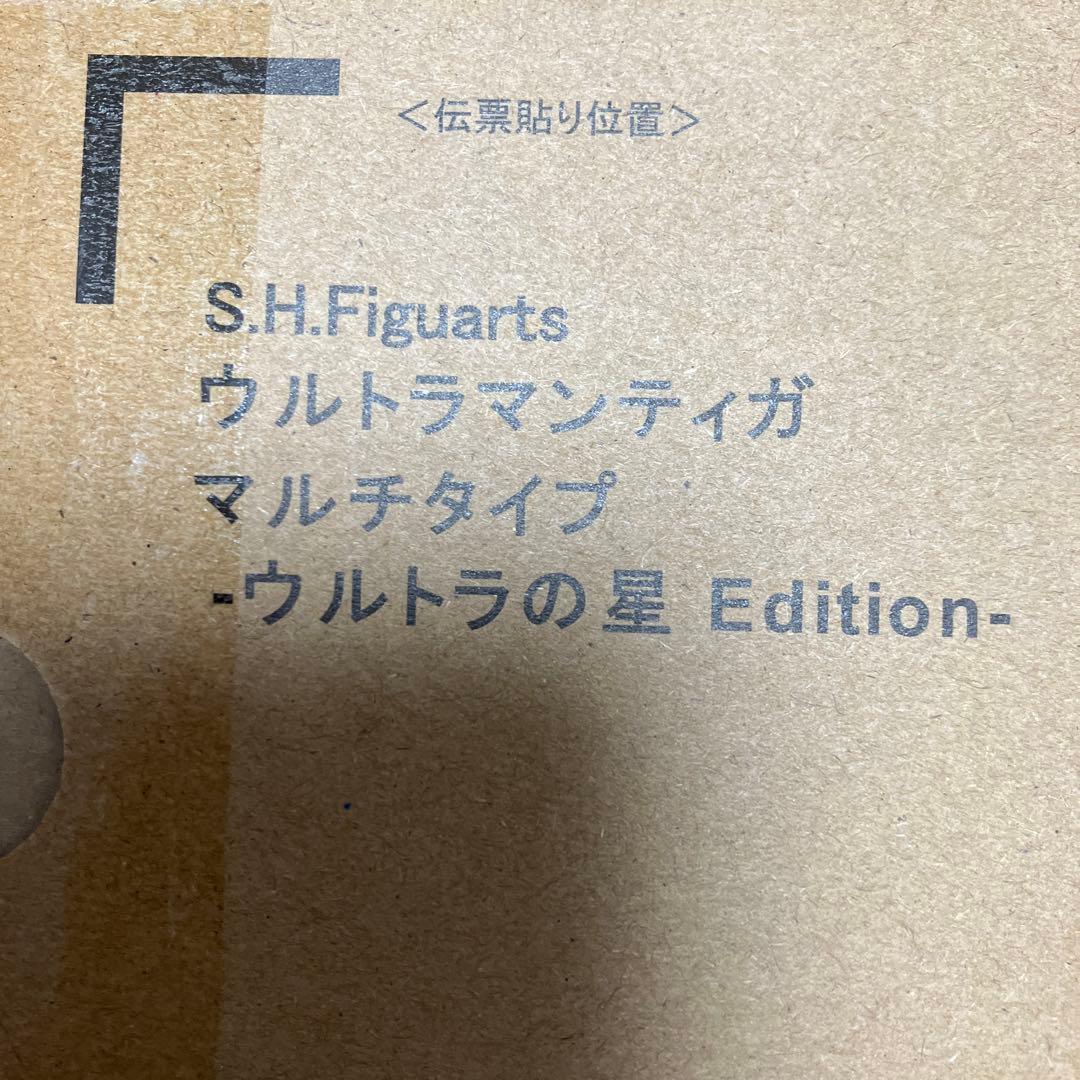 <伝票貼り位置>
S.H.Figuarts
ウルトラマンティガ
マルチタイプ
-ウルトラの星 Edition-